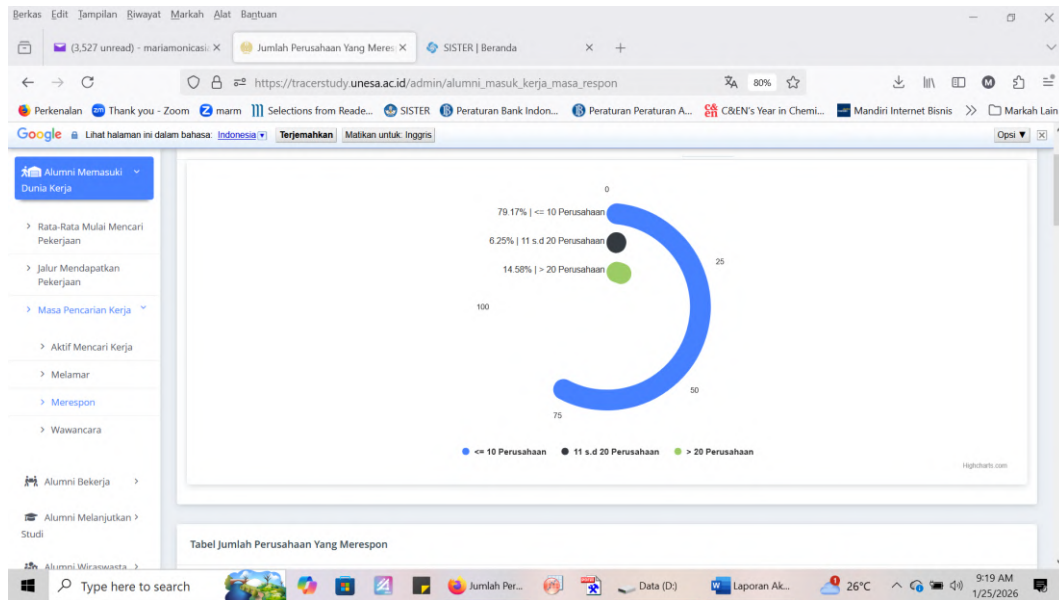 Berkas Edit Tampilan Riwayat Markah Alat Bantuan
(3,527 unread) - mariamonicasi
Jumlah Perusahaan Yang Meres
SISTER | Beranda
https://tracerstudy.unesa.ac.id/admin/alumni_masuk_kerja_masa_respon
80%
Perkenalan
Thank you - Zoom
marm
Selections from Reade...
SISTER
Peraturan Bank Indon...
Peraturan Peraturan A...
C&EN's Year in Chemi...
Mandiri Internet Bisnis
Markah Lain
Google Lihat halaman ini dalam bahasa: Indonesia Terjemahkan Matikan untuk: Inggris Opsi ▼
Alumni Memasuki
Dunia Kerja
Rata-Rata Mulai Mencari
Pekerjaan
Jalur Mendapatkan
Pekerjaan
Masa Pencarian Kerja
Aktif Mencari Kerja
Melamar
Merespon
Wawancara
Alumni Bekerja
Alumni Melanjutkan
Studi
Alumni Wiraswasta
0
79.17% | <= 10 Perusahaan
6.25% | 11 s.d 20 Perusahaan
14.58% | > 20 Perusahaan
25
100
50
75
<= 10 Perusahaan 11 s.d 20 Perusahaan > 20 Perusahaan
Highcharts.com
Tabel Jumlah Perusahaan Yang Merespon
Type here to search
Jumlah Per...
Data (D:)
Laporan Ak...
26°C
9:19 AM
1/25/2026